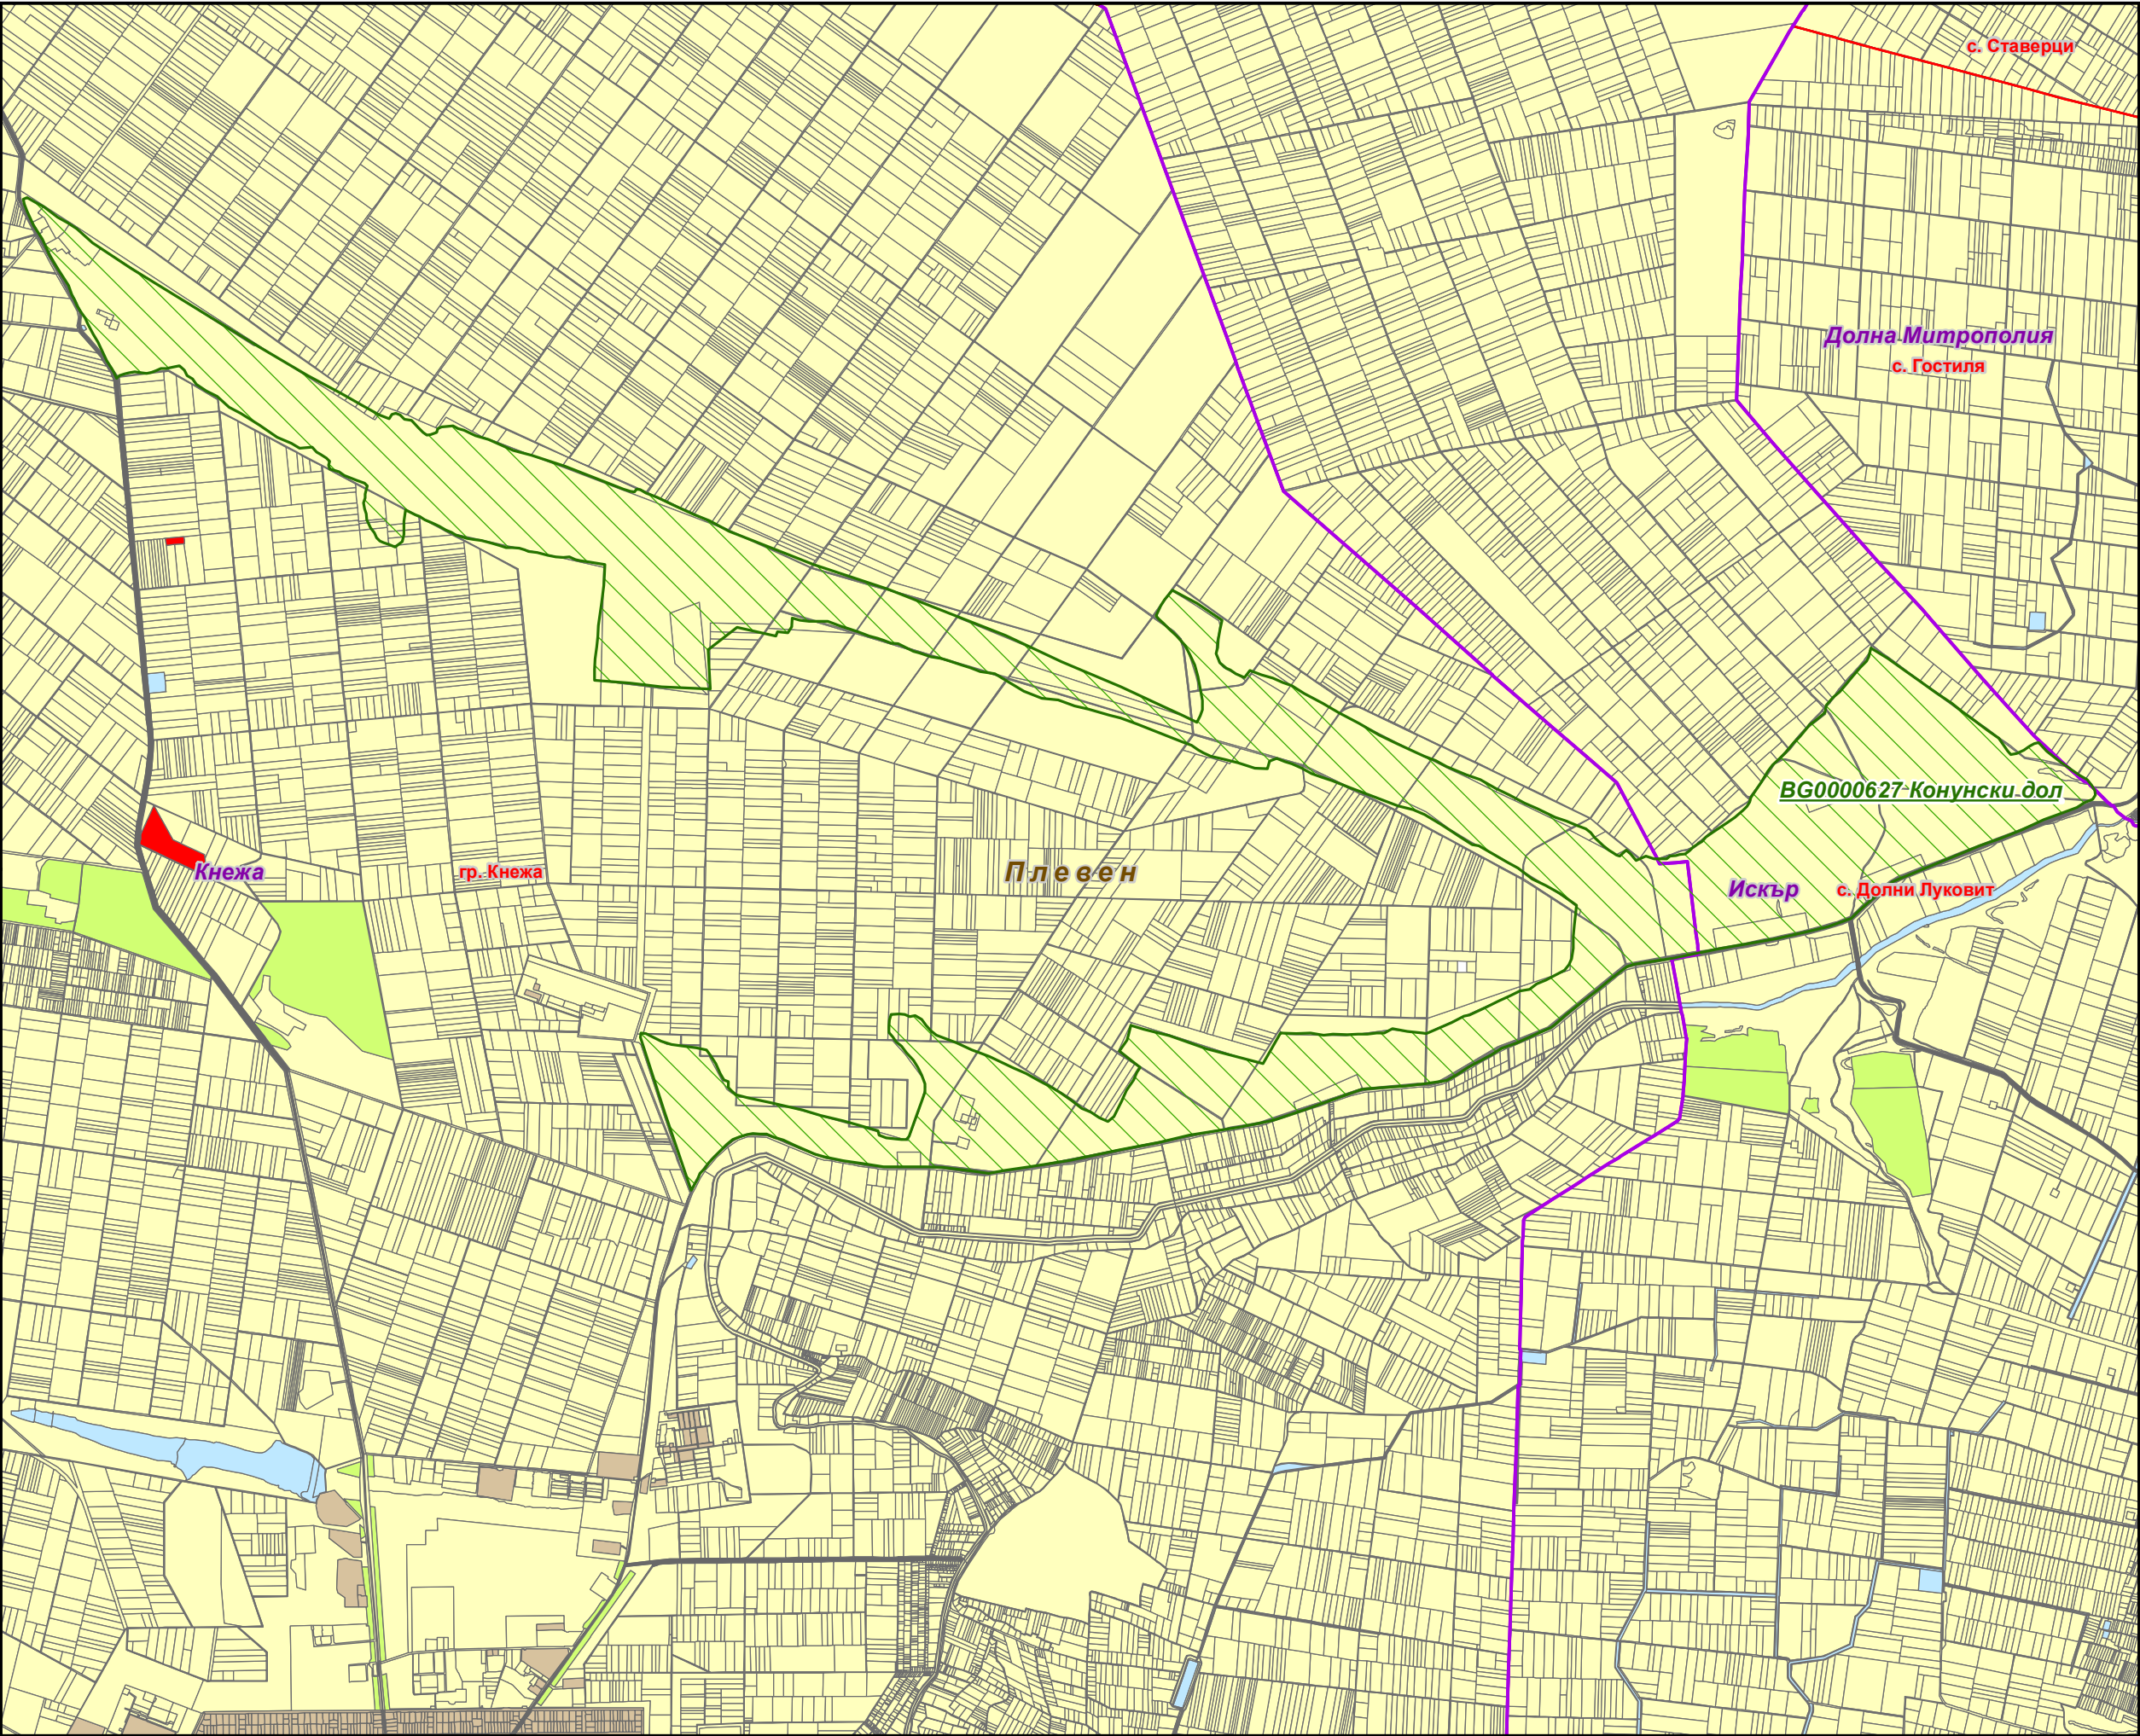 с. Ставерци
Долна Митрополия
с. Гостиля
BG0000627 Конунски дол
Кнежа
гр. Кнежа
Плевен
Искър
с. Долни Луковит